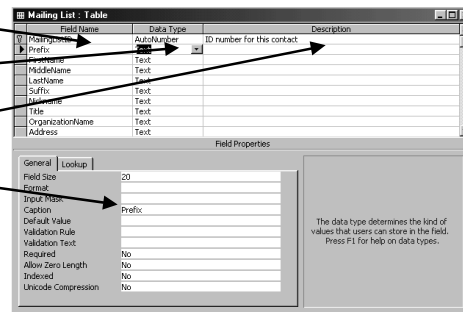 Mailing List : Table
Field Name Data Type Description
MailingListID AutoNumber ID number for this contact
Prefix Text
FirstName Text
MiddleName Text
LastName Text
Suffix Text
Nickname Text
Title Text
OrganizationName Text
Address Text
Field Properties
General Lookup
Field Size 20
Format
Input Mask
Caption Prefix
Default Value
Validation Rule
Validation Text
Required No
Allow Zero Length No
Indexed No
Unicode Compression No
The data type determines the kind of
values that users can store in the field.
Press F1 for help on data types.